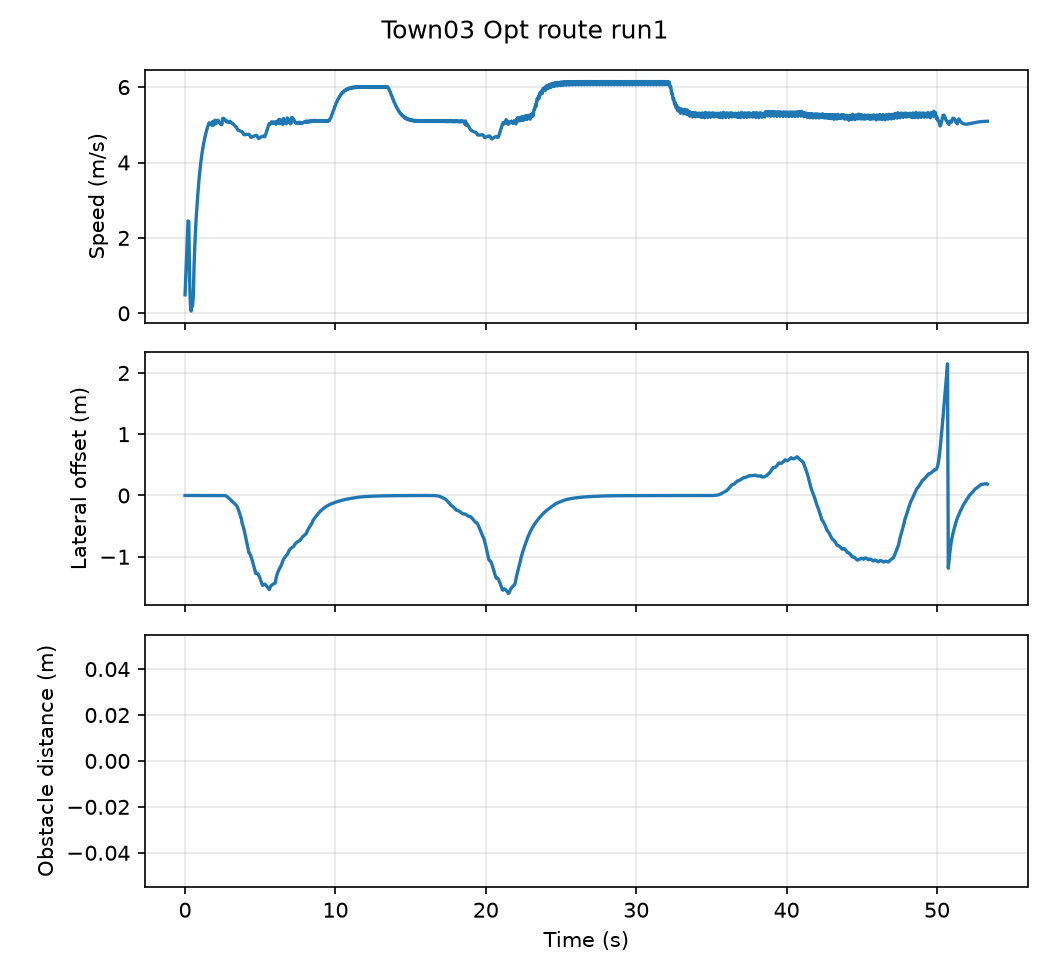 Town03 Opt route run1
Speed (m/s)
6
4
2
0
Lateral offset (m)
2
1
0
−1
Obstacle distance (m)
0.04
0.02
0.00
−0.02
−0.04
0 10 20 30 40 50
Time (s)